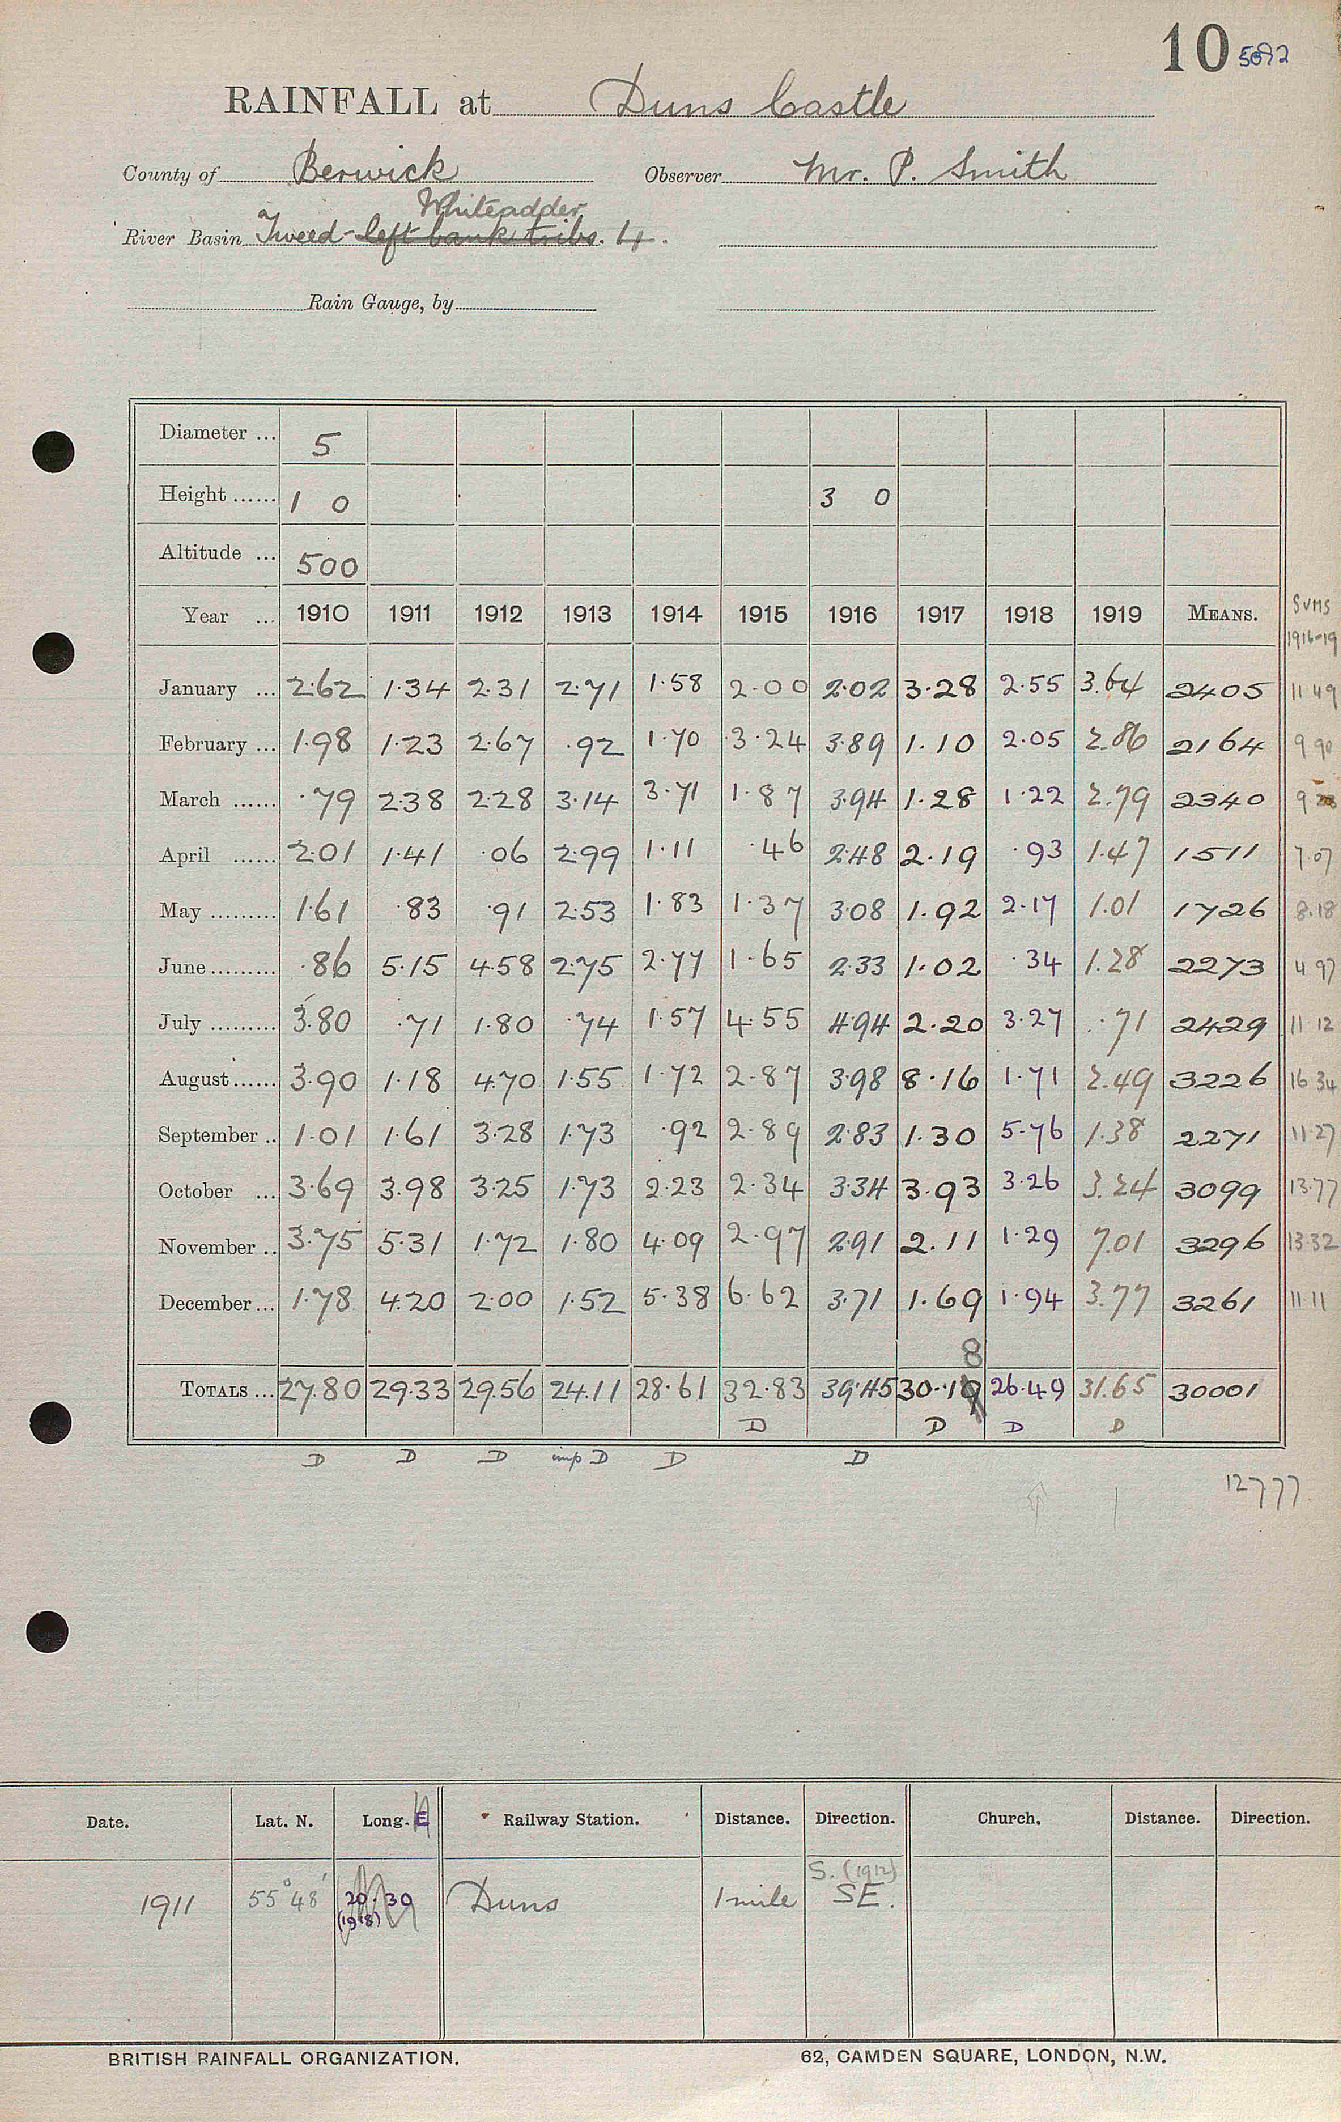 10 5692
RAINFALL at Duns Castle
County of Berwick Observer Mr. P. Smith
Whiteadder
River Basin Tweed - left bank tribs. 4.
Rain Gauge, by
Diameter ... 5
Height ...... 1 0 3 0
Altitude ... 500
Year ... 1910 1911 1912 1913 1914 1915 1916 1917 1918 1919 MEANS. SUMS 1916-19
January ... 2.62 1.34 2.31 2.71 1.58 2.00 2.02 3.28 2.55 3.64 2405 11.49
February ... 1.98 1.23 2.67 .92 1.70 3.24 3.89 1.10 2.05 2.86 2164 9 90
March ...... .79 2.38 2.28 3.14 3.71 1.87 3.94 1.28 1.22 2.79 2340 9
April ...... 2.01 1.41 .06 2.99 1.11 .46 2.48 2.19 .93 1.47 1511 7.07
May ......... 1.61 .83 .91 2.53 1.83 1.37 3.08 1.92 2.17 1.01 1726 8.18
June ......... .86 5.15 4.58 2.75 2.77 1.65 2.33 1.02 .34 1.28 2273 4 97
July ......... 3.80 .71 1.80 .74 1.57 4.55 4.94 2.20 3.27 .71 2429 11 12
August ...... 3.90 1.18 4.70 1.55 1.72 2.87 3.98 8.16 1.71 2.49 3226 16 34
September .. 1.01 1.61 3.28 1.73 .92 2.89 2.83 1.30 5.76 1.38 2271 11.27
October ... 3.69 3.98 3.25 1.73 2.23 2.34 3.34 3.93 3.26 3.24 3099 13.77
November .. 3.75 5.31 1.72 1.80 4.09 2.97 2.91 2.11 1.29 7.01 3296 13.32
December ... 1.78 4.20 2.00 1.52 5.38 6.62 3.71 1.69 1.94 3.77 3261 11 11
8
TOTALS ... 27.80 29.33 29.56 24.11 28.61 32.83 39.45 30.19 26.49 31.65 30001
D D D D
D D D imp D D D
12777
Date. Lat. N. Long. E Railway Station. Distance. Direction. Church. Distance. Direction.
S. (1912)
1911 55° 48' 20.30 Duns 1 mile SE.
(1918)
BRITISH RAINFALL ORGANIZATION. 62, CAMDEN SQUARE, LONDON, N.W.